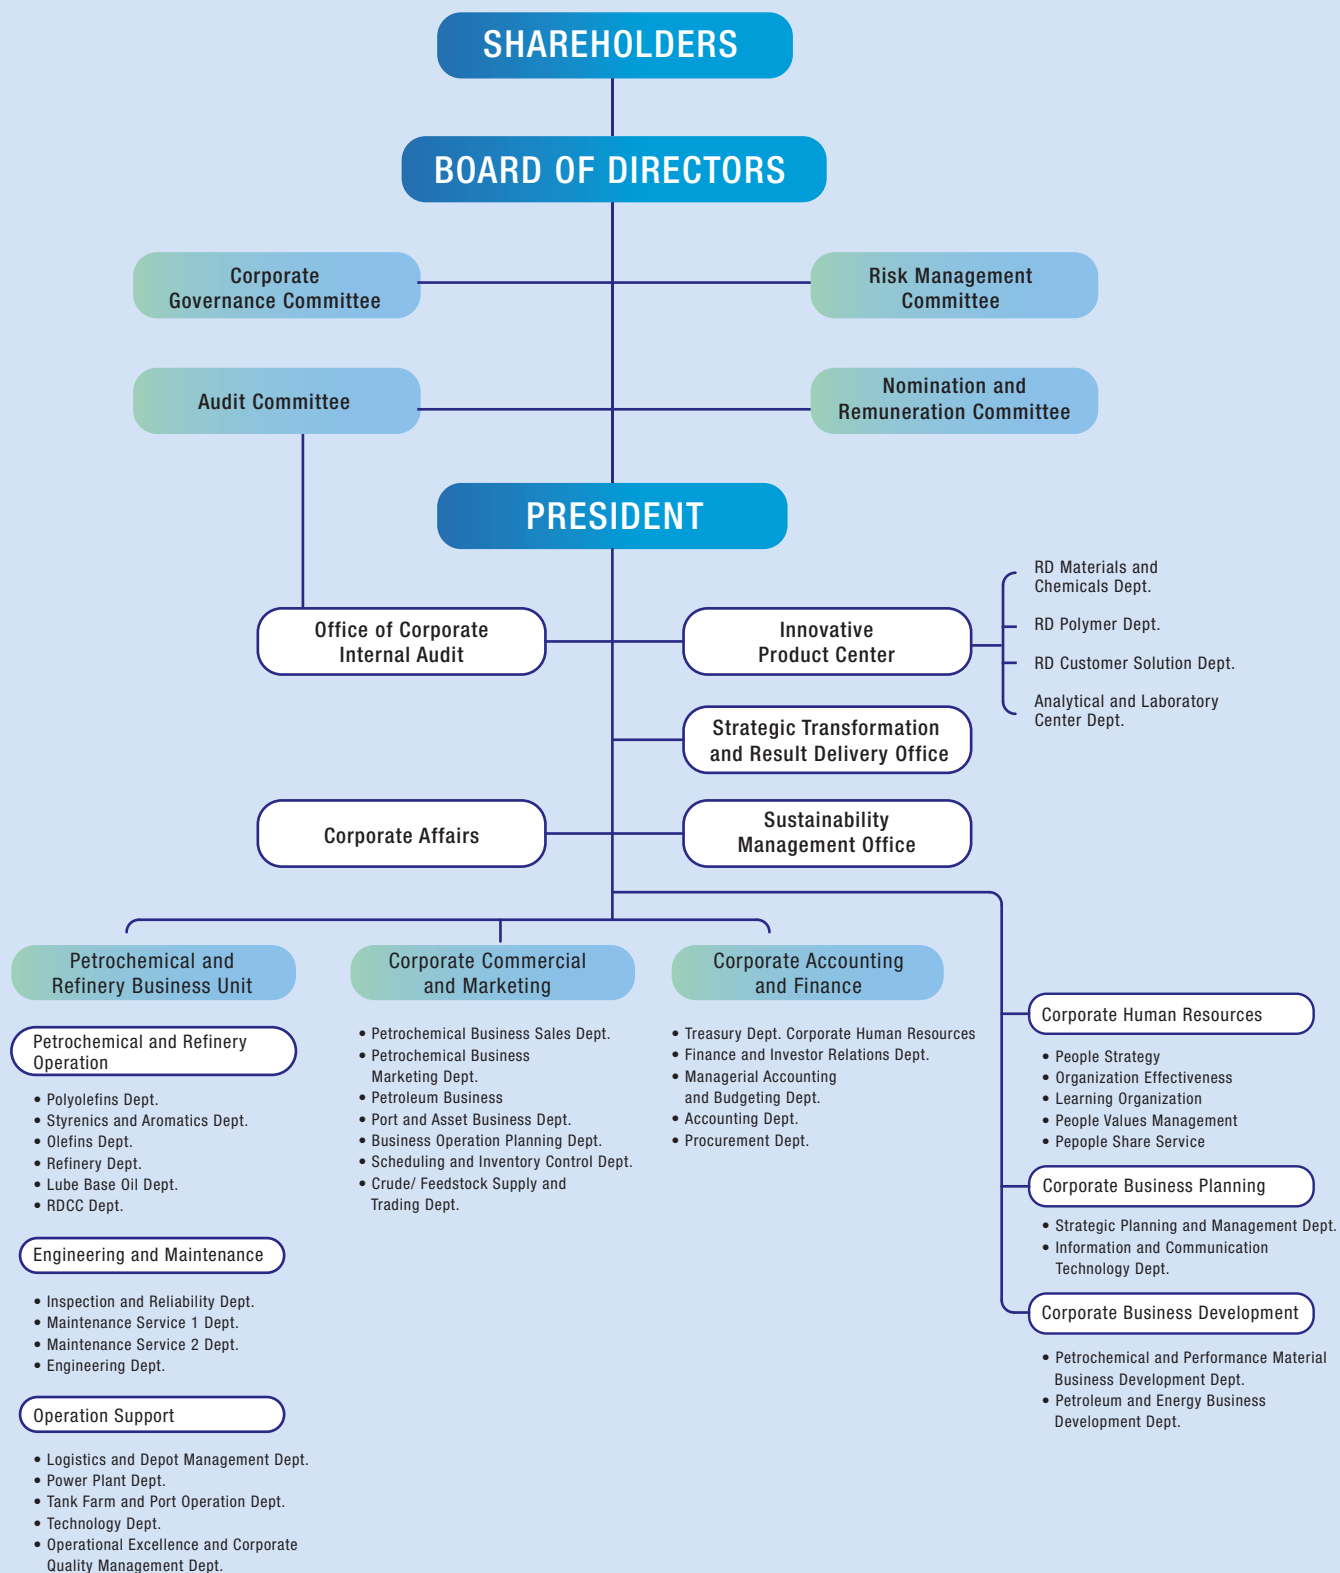 SHAREHOLDERS
BOARD OF DIRECTORS
Corporate
Governance Committee
Risk Management
Committee
Audit Committee
Nomination and
Remuneration Committee
PRESIDENT
Office of Corporate
Internal Audit
Innovative
Product Center
RD Materials and
Chemicals Dept.
RD Polymer Dept.
RD Customer Solution Dept.
Analytical and Laboratory
Center Dept.
Strategic Transformation
and Result Delivery Office
Corporate Affairs
Sustainability
Management Office
Petrochemical and
Refinery Business Unit
Petrochemical and Refinery
Operation
• Polyolefins Dept.
• Styrenics and Aromatics Dept.
• Olefins Dept.
• Refinery Dept.
• Lube Base Oil Dept.
• RDCC Dept.
Engineering and Maintenance
• Inspection and Reliability Dept.
• Maintenance Service 1 Dept.
• Maintenance Service 2 Dept.
• Engineering Dept.
Operation Support
• Logistics and Depot Management Dept.
• Power Plant Dept.
• Tank Farm and Port Operation Dept.
• Technology Dept.
• Operational Excellence and Corporate
Quality Management Dept.
Corporate Commercial
and Marketing
• Petrochemical Business Sales Dept.
• Petrochemical Business
Marketing Dept.
• Petroleum Business
• Port and Asset Business Dept.
• Business Operation Planning Dept.
• Scheduling and Inventory Control Dept.
• Crude/ Feedstock Supply and
Trading Dept.
Corporate Accounting
and Finance
• Treasury Dept. Corporate Human Resources
• Finance and Investor Relations Dept.
• Managerial Accounting
and Budgeting Dept.
• Accounting Dept.
• Procurement Dept.
Corporate Human Resources
• People Strategy
• Organization Effectiveness
• Learning Organization
• People Values Management
• Pepople Share Service
Corporate Business Planning
• Strategic Planning and Management Dept.
• Information and Communication
Technology Dept.
Corporate Business Development
• Petrochemical and Performance Material
Business Development Dept.
• Petroleum and Energy Business
Development Dept.